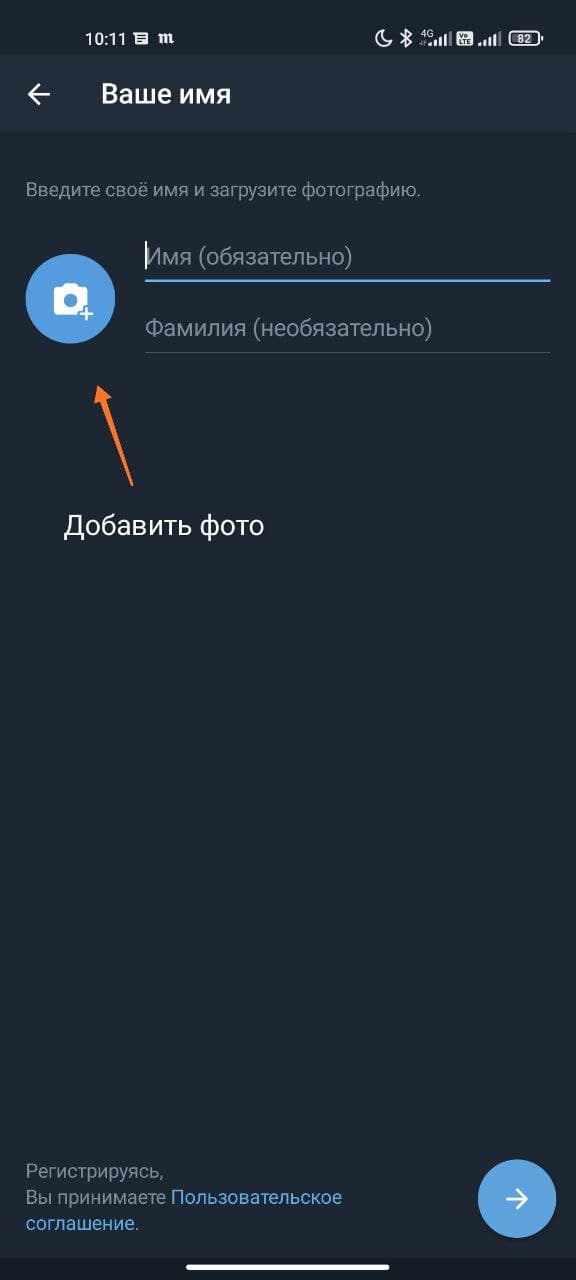 10:11 m 4G Vo LTE 82
Ваше имя
Введите своё имя и загрузите фотографию.
Имя (обязательно)
Фамилия (необязательно)
Добавить фото
Регистрируясь,
Вы принимаете Пользовательское
соглашение.